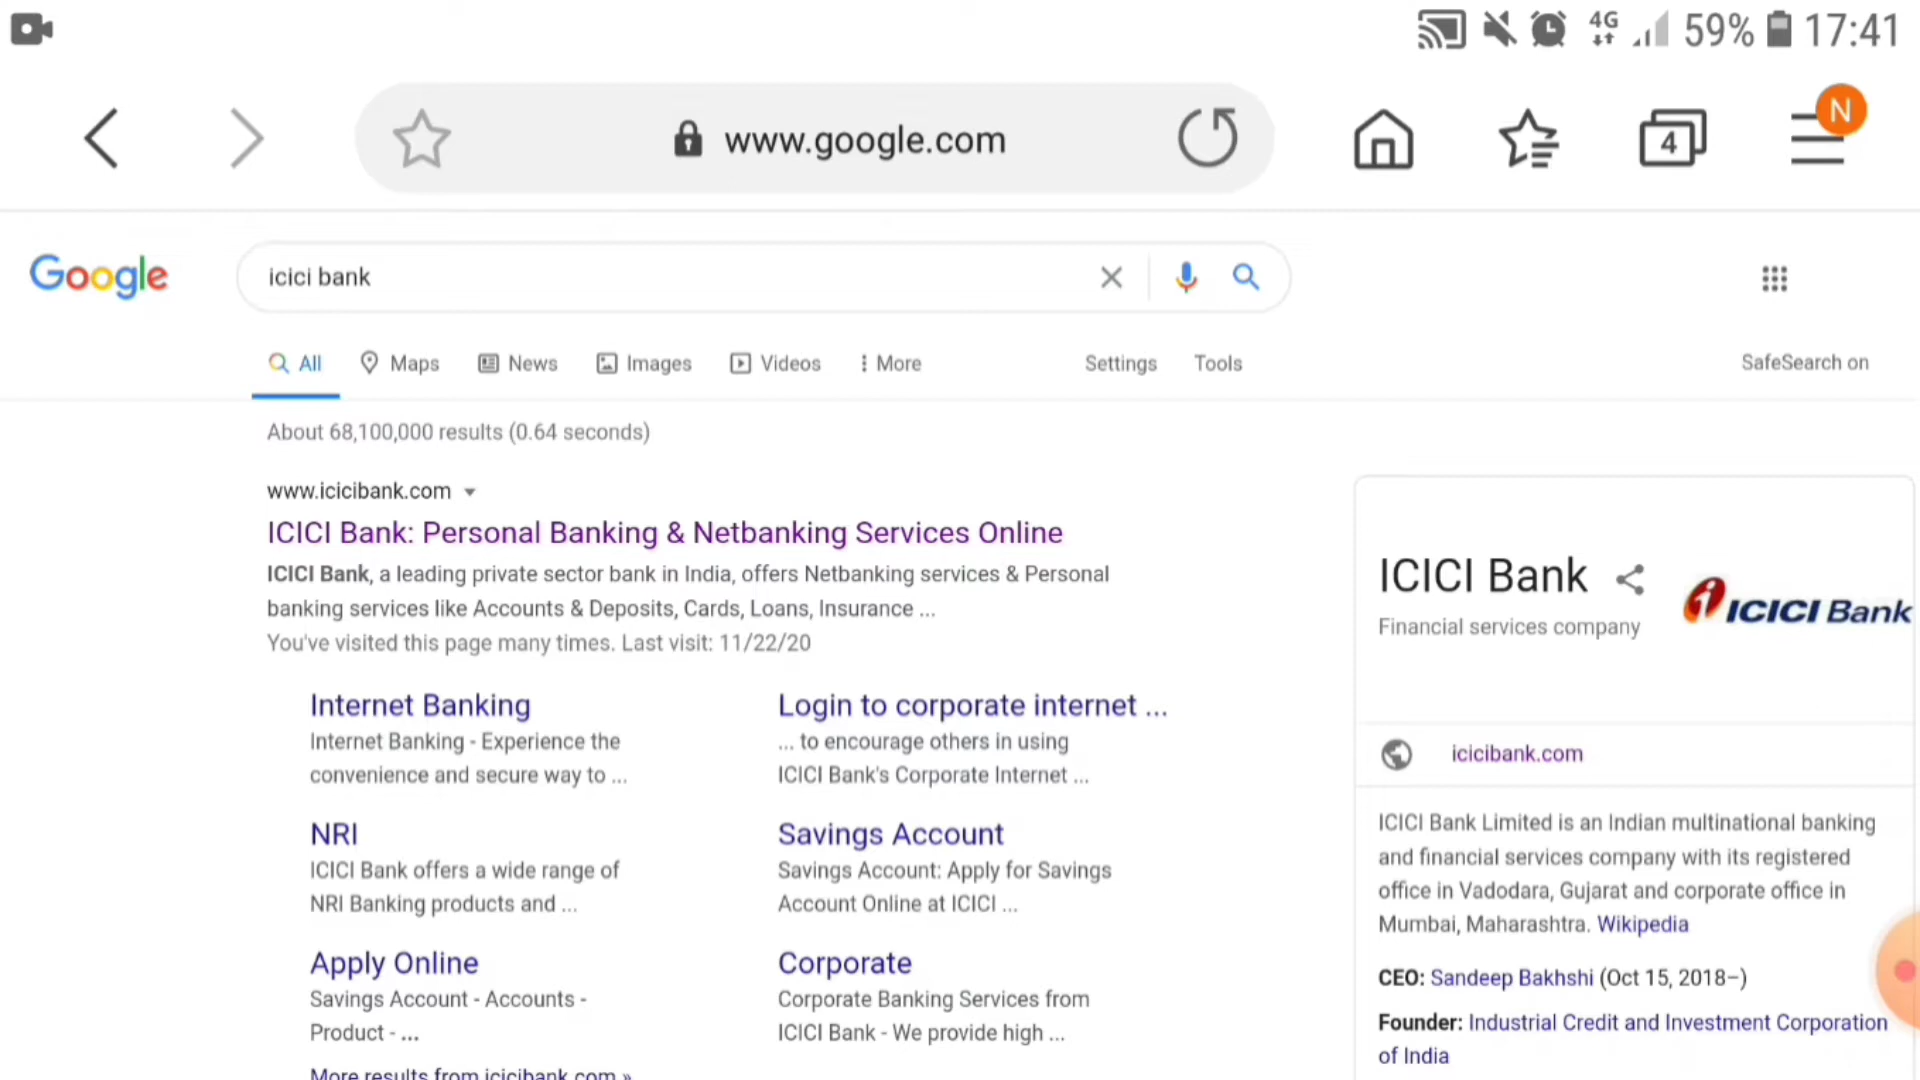 4G 59% 17:41
www.google.com
4
N
Google
icici bank
All Maps News Images Videos More Settings Tools SafeSearch on
About 68,100,000 results (0.64 seconds)
www.icicibank.com
ICICI Bank: Personal Banking & Netbanking Services Online
ICICI Bank, a leading private sector bank in India, offers Netbanking services & Personal
banking services like Accounts & Deposits, Cards, Loans, Insurance ...
You've visited this page many times. Last visit: 11/22/20
Internet Banking
Internet Banking - Experience the
convenience and secure way to ...
Login to corporate internet ...
... to encourage others in using
ICICI Bank's Corporate Internet ...
NRI
ICICI Bank offers a wide range of
NRI Banking products and ...
Savings Account
Savings Account: Apply for Savings
Account Online at ICICI ...
Apply Online
Savings Account - Accounts -
Product - ...
Corporate
Corporate Banking Services from
ICICI Bank - We provide high ...
More results from icicibank.com »
ICICI Bank
Financial services company
ICICI Bank
icicibank.com
ICICI Bank Limited is an Indian multinational banking
and financial services company with its registered
office in Vadodara, Gujarat and corporate office in
Mumbai, Maharashtra. Wikipedia
CEO: Sandeep Bakhshi (Oct 15, 2018–)
Founder: Industrial Credit and Investment Corporation
of India